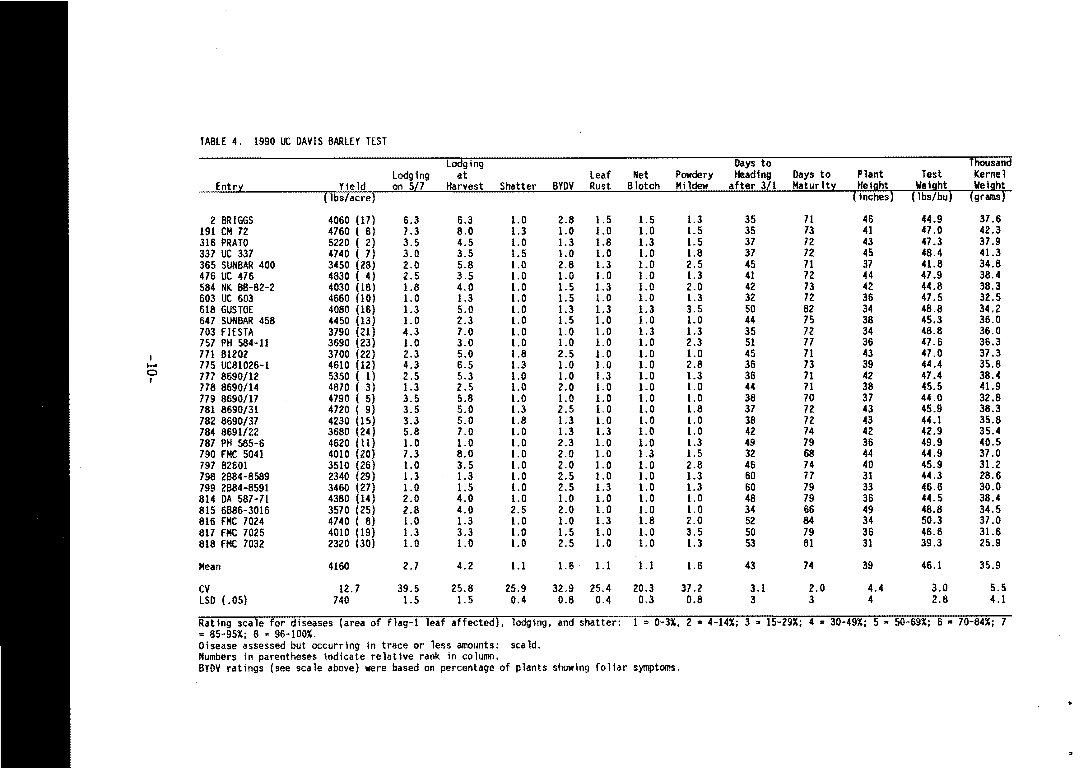 TABLE 4. 1990 UC DAVIS BARLEY TEST
Lodging Days to Thousand
Lodging at Leaf Net Powdery Heading Days to Plant Test Kernel
Entry Yield on 5/7 Harvest Shatter BYDV Rust Blotch Mildew after 3/1 Maturity Height Weight Weight
(lbs/acre) (inches) (lbs/bu) (grams)
2 BRIGGS 4060 (17) 6.3 6.3 1.0 2.8 1.5 1.5 1.3 35 71 46 44.9 37.6
191 CM 72 4760 ( 6) 7.3 8.0 1.3 1.0 1.0 1.0 1.5 35 73 41 47.0 42.3
316 PRATO 5220 ( 2) 3.5 4.5 1.0 1.3 1.8 1.3 1.5 37 72 43 47.3 37.9
337 UC 337 4740 ( 7) 3.0 3.5 1.5 1.0 1.0 1.0 1.8 37 72 45 48.4 41.3
365 SUNBAR 400 3450 (28) 2.0 5.8 1.0 2.8 1.3 1.0 2.5 45 71 37 41.8 34.8
476 UC 476 4830 ( 4) 2.5 3.5 1.0 1.0 1.0 1.0 1.3 41 72 44 47.9 38.4
584 NK BB-82-2 4030 (18) 1.8 4.0 1.0 1.5 1.3 1.0 2.0 42 73 42 44.8 38.3
603 UC 603 4660 (10) 1.0 1.3 1.0 1.5 1.0 1.0 1.3 32 72 36 47.5 32.5
618 GUSTOE 4080 (16) 1.3 5.0 1.0 1.3 1.3 1.3 3.5 50 82 34 48.8 34.2
647 SUNBAR 458 4450 (13) 1.0 2.3 1.0 1.5 1.0 1.0 1.0 44 75 38 45.3 36.0
703 FIESTA 3790 (21) 4.3 7.0 1.0 1.0 1.0 1.3 1.3 35 72 34 48.8 36.0
757 PH 584-11 3690 (23) 1.0 3.0 1.0 1.0 1.0 1.0 2.3 51 77 36 47.6 36.3
771 B1202 3700 (22) 2.3 5.0 1.8 2.5 1.0 1.0 1.0 45 71 43 47.0 37.3
775 UC81026-1 4610 (12) 4.3 6.5 1.3 1.0 1.0 1.0 2.8 36 73 39 44.4 35.8
777 8690/12 5350 ( 1) 2.5 5.3 1.0 1.0 1.3 1.0 1.3 36 71 42 47.4 38.4
778 8690/14 4870 ( 3) 1.3 2.5 1.0 2.0 1.0 1.0 1.0 44 71 38 45.5 41.9
779 8690/17 4790 ( 5) 3.5 5.8 1.0 1.0 1.0 1.0 1.0 38 70 37 44.0 32.8
781 8690/31 4720 ( 9) 3.5 5.0 1.3 2.5 1.0 1.0 1.8 37 72 43 45.9 38.3
782 8690/37 4230 (15) 3.3 5.0 1.8 1.3 1.0 1.0 1.0 38 72 43 44.1 35.8
784 8691/22 3680 (24) 5.8 7.0 1.0 1.3 1.3 1.0 1.0 42 74 42 42.9 35.4
787 PH 585-6 4620 (11) 1.0 1.0 1.0 2.3 1.0 1.0 1.3 49 79 36 49.9 40.5
790 FMC 5041 4010 (20) 7.3 8.0 1.0 2.0 1.0 1.3 1.5 32 68 44 44.9 37.0
797 B2601 3510 (26) 1.0 3.5 1.0 2.0 1.0 1.0 2.8 46 74 40 45.9 31.2
798 2B84-8589 2340 (29) 1.3 1.3 1.0 2.5 1.0 1.0 1.3 60 77 31 44.3 28.6
799 2B84-8591 3460 (27) 1.0 1.5 1.0 2.5 1.3 1.0 1.3 60 79 33 46.6 30.0
814 DA 587-71 4380 (14) 2.0 4.0 1.0 1.0 1.0 1.0 1.0 48 79 36 44.5 38.4
815 6B86-3016 3570 (25) 2.8 4.0 2.5 2.0 1.0 1.0 1.0 34 66 49 48.8 34.5
816 FMC 7024 4740 ( 8) 1.0 1.3 1.0 1.0 1.3 1.8 2.0 52 84 34 50.3 37.0
817 FMC 7025 4010 (19) 1.3 3.3 1.0 1.5 1.0 1.0 3.5 50 79 36 46.8 31.6
818 FMC 7032 2320 (30) 1.0 1.0 1.0 2.5 1.0 1.0 1.3 53 81 31 39.3 25.9
Mean 4160 2.7 4.2 1.1 1.6 1.1 1.1 1.6 43 74 39 46.1 35.9
CV 12.7 39.5 25.8 25.9 32.9 25.4 20.3 37.2 3.1 2.0 4.4 3.0 5.5
LSD (.05) 740 1.5 1.5 0.4 0.8 0.4 0.3 0.8 3 3 4 2.8 4.1
Rating scale for diseases (area of flag-1 leaf affected), lodging, and shatter: 1 = 0-3%, 2 = 4-14%; 3 = 15-29%; 4 = 30-49%; 5 = 50-69%; 6 = 70-84%; 7
= 85-95%; 8 = 96-100%.
Disease assessed but occurring in trace or less amounts: scald.
Numbers in parentheses indicate relative rank in column.
BYDV ratings (see scale above) were based on percentage of plants showing foliar symptoms.
-10-